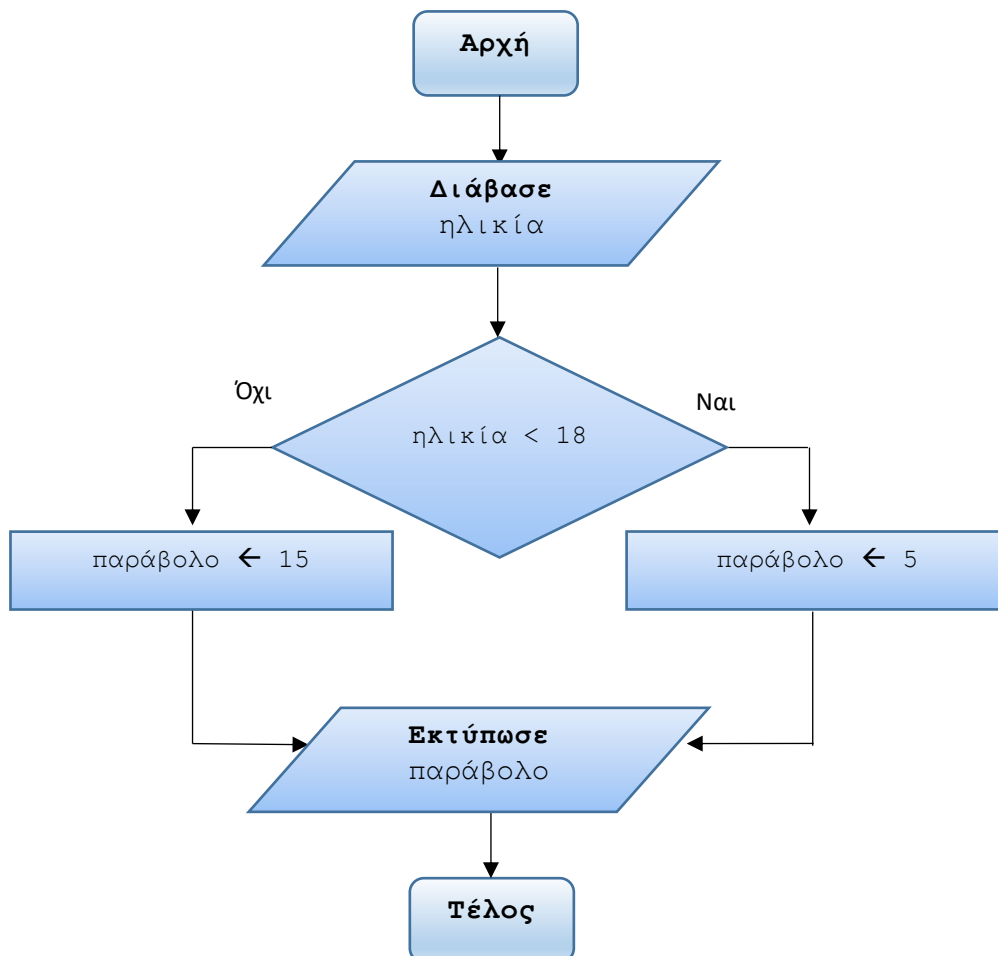 Αρχή
Διάβασε
ηλικία
Όχι
Ναι
ηλικία < 18
παράβολο ← 15
παράβολο ← 5
Εκτύπωσε
παράβολο
Τέλος